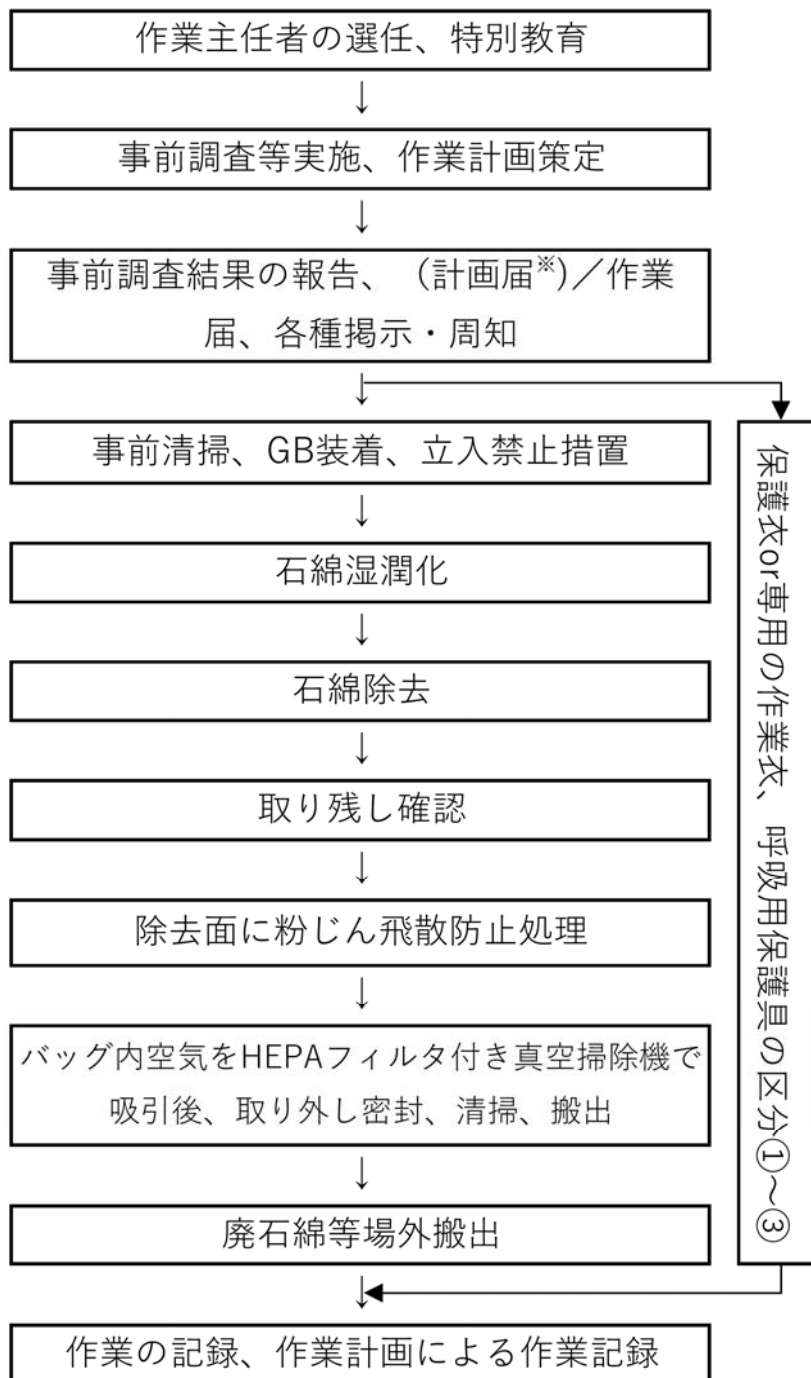 作業主任者の選任、特別教育
↓
事前調査等実施、作業計画策定
↓
事前調査結果の報告、（計画届※)／作業
届、各種掲示・周知
↓
事前清掃、GB装着、立入禁止措置
↓
石綿湿潤化
↓
石綿除去
↓
取り残し確認
↓
除去面に粉じん飛散防止処理
↓
バッグ内空気をHEPAフィルタ付き真空掃除機で
吸引後、取り外し密封、清掃、搬出
↓
廃石綿等場外搬出
↓
作業の記録、作業計画による作業記録
保護衣or専用の作業衣、呼吸用保護具の区分①～③